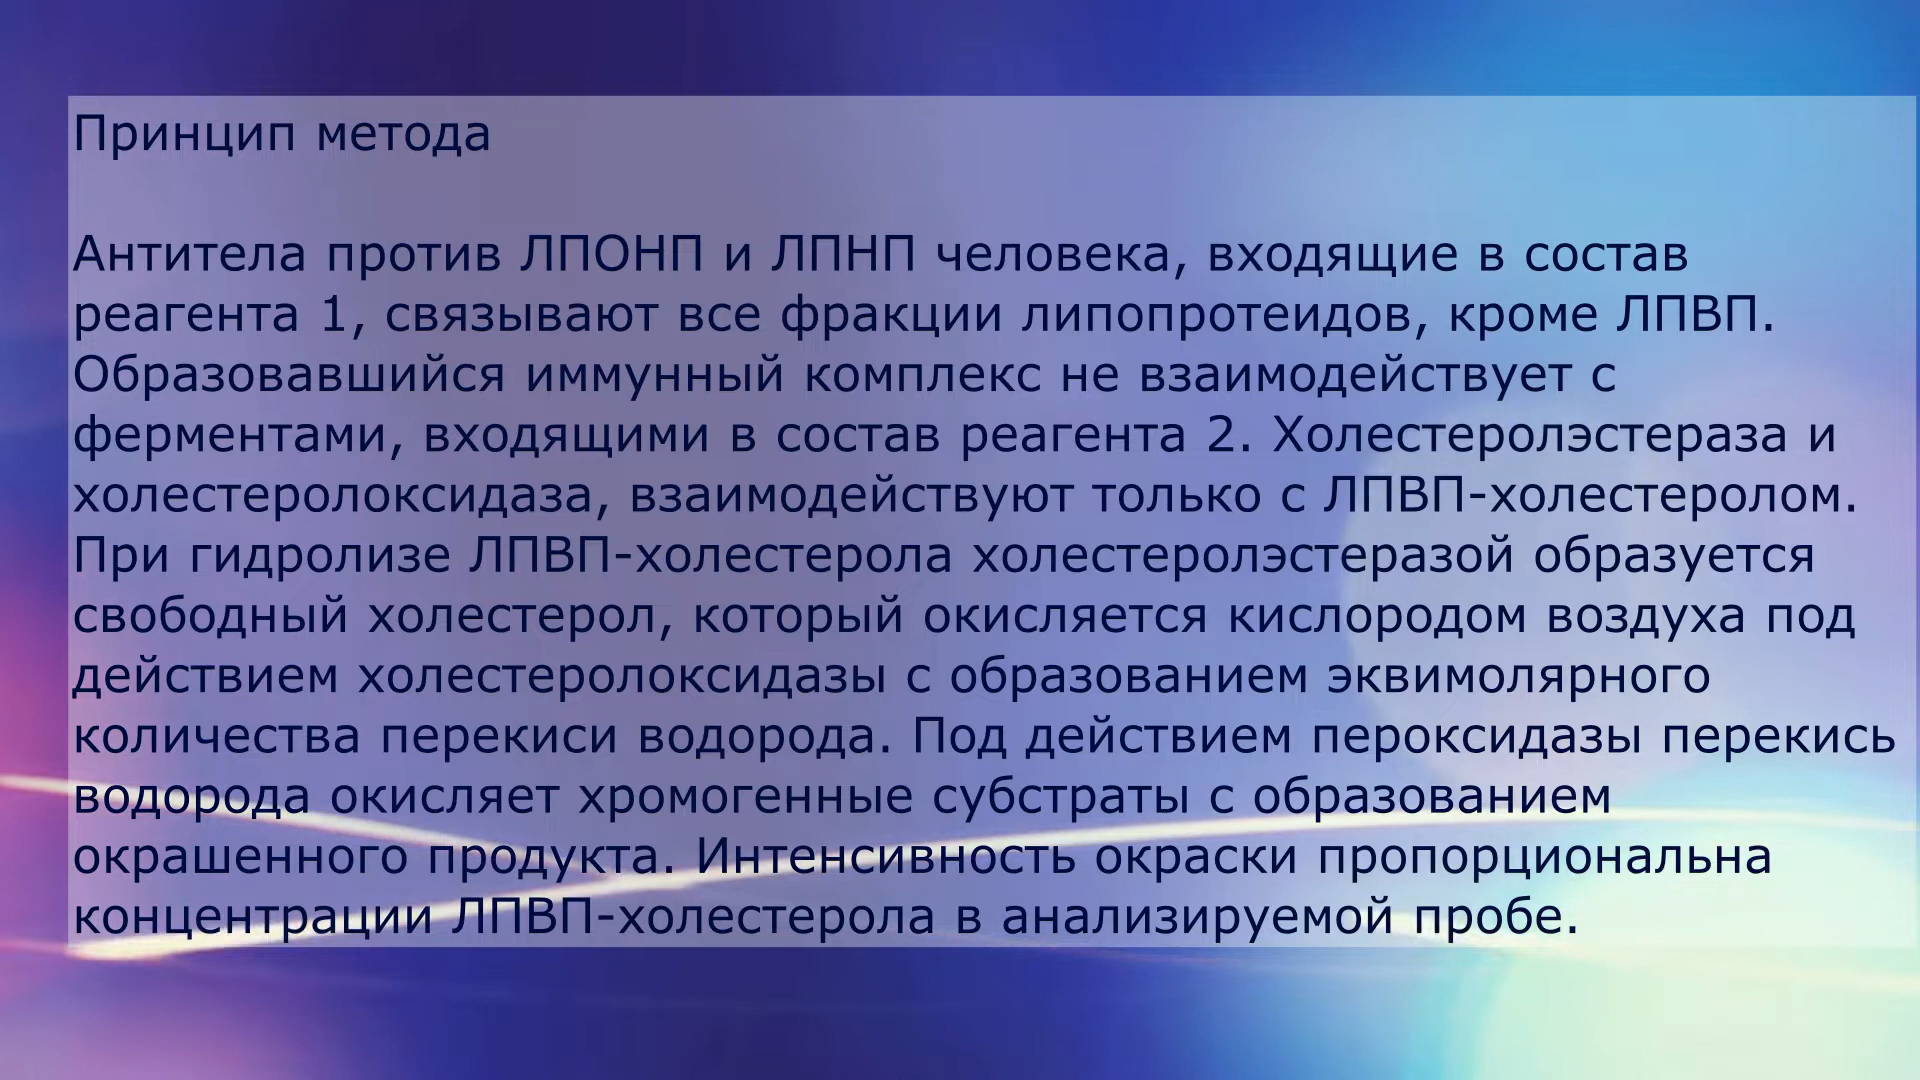 Принцип метода
Антитела против ЛПОНП и ЛПНП человека, входящие в состав
реагента 1, связывают все фракции липопротеидов, кроме ЛПВП.
Образовавшийся иммунный комплекс не взаимодействует с
ферментами, входящими в состав реагента 2. Холестеролэстераза и
холестеролоксидаза, взаимодействуют только с ЛПВП-холестеролом.
При гидролизе ЛПВП-холестерола холестеролэстеразой образуется
свободный холестерол, который окисляется кислородом воздуха под
действием холестеролоксидазы с образованием эквимолярного
количества перекиси водорода. Под действием пероксидазы перекись
водорода окисляет хромогенные субстраты с образованием
окрашенного продукта. Интенсивность окраски пропорциональна
концентрации ЛПВП-холестерола в анализируемой пробе.